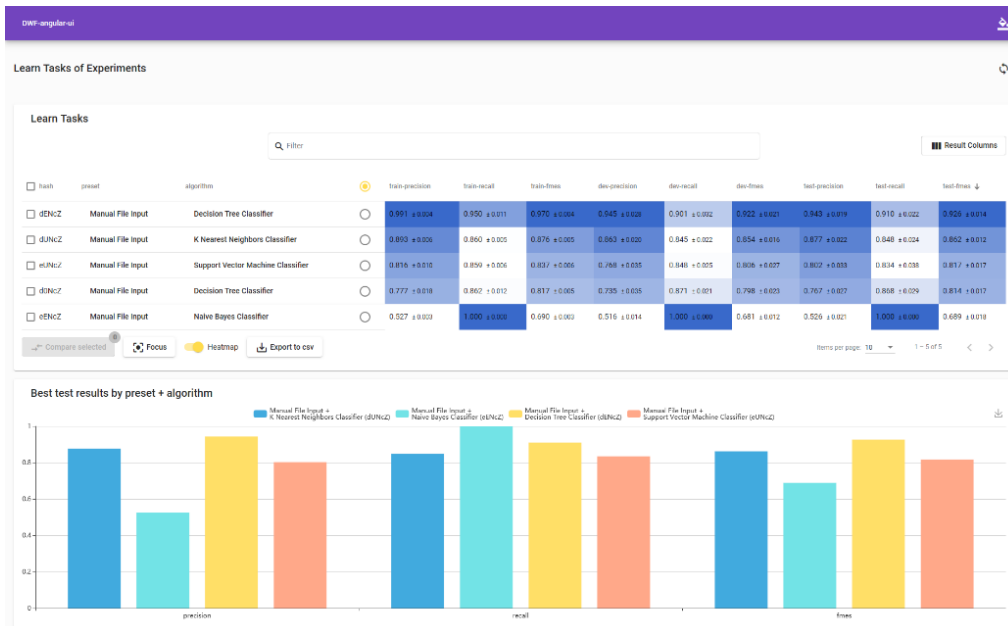 DWF-angular-ui
Learn Tasks of Experiments
Learn Tasks
Filter
Result Columns
hash preset algorithm train-precision train-recall train-fmes dev-precision dev-recall dev-fmes test-precision test-recall test-fmes
dENcZ Manual File Input Decision Tree Classifier 0.991 ±0.004 0.950 ±0.011 0.970 ±0.004 0.945 ±0.028 0.901 ±0.032 0.922 ±0.021 0.943 ±0.019 0.910 ±0.022 0.926 ±0.014
dUNcZ Manual File Input K Nearest Neighbors Classifier 0.893 ±0.006 0.860 ±0.005 0.876 ±0.005 0.863 ±0.020 0.845 ±0.022 0.854 ±0.016 0.877 ±0.022 0.848 ±0.024 0.862 ±0.012
eUNcZ Manual File Input Support Vector Machine Classifier 0.816 ±0.010 0.859 ±0.006 0.837 ±0.006 0.768 ±0.035 0.848 ±0.025 0.806 ±0.027 0.802 ±0.033 0.834 ±0.038 0.817 ±0.017
d0NcZ Manual File Input Decision Tree Classifier 0.777 ±0.018 0.862 ±0.012 0.817 ±0.005 0.735 ±0.035 0.871 ±0.021 0.798 ±0.023 0.767 ±0.027 0.868 ±0.029 0.814 ±0.017
eENcZ Manual File Input Naive Bayes Classifier 0.527 ±0.003 1.000 ±0.000 0.690 ±0.003 0.516 ±0.014 1.000 ±0.000 0.681 ±0.012 0.526 ±0.021 1.000 ±0.000 0.689 ±0.018
Compare selected 0 Focus Heatmap Export to csv Items per page: 10 1 – 5 of 5
Best test results by preset + algorithm
Manual File Input + Manual File Input + Manual File Input + Manual File Input +
K Nearest Neighbors Classifier (dUNcZ) Naive Bayes Classifier (eENcZ) Decision Tree Classifier (dENcZ) Support Vector Machine Classifier (eUNcZ)
1
0.8
0.6
0.4
0.2
0
precision recall fmes